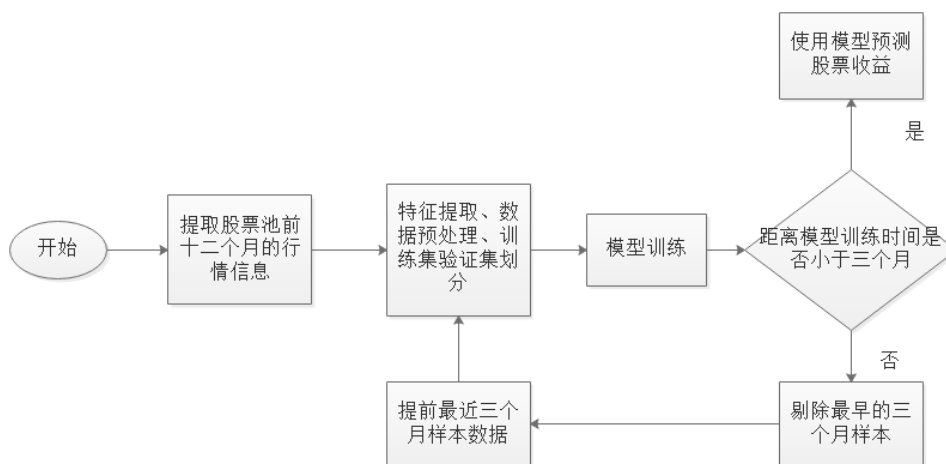 开始
提取股票池前
十二个月的行
情信息
特征提取、数
据预处理、训
练集验证集划
分
模型训练
距离模型训练时间是
否小于三个月
是
使用模型预测
股票收益
否
剔除最早的三
个月样本
提前最近三个
月样本数据